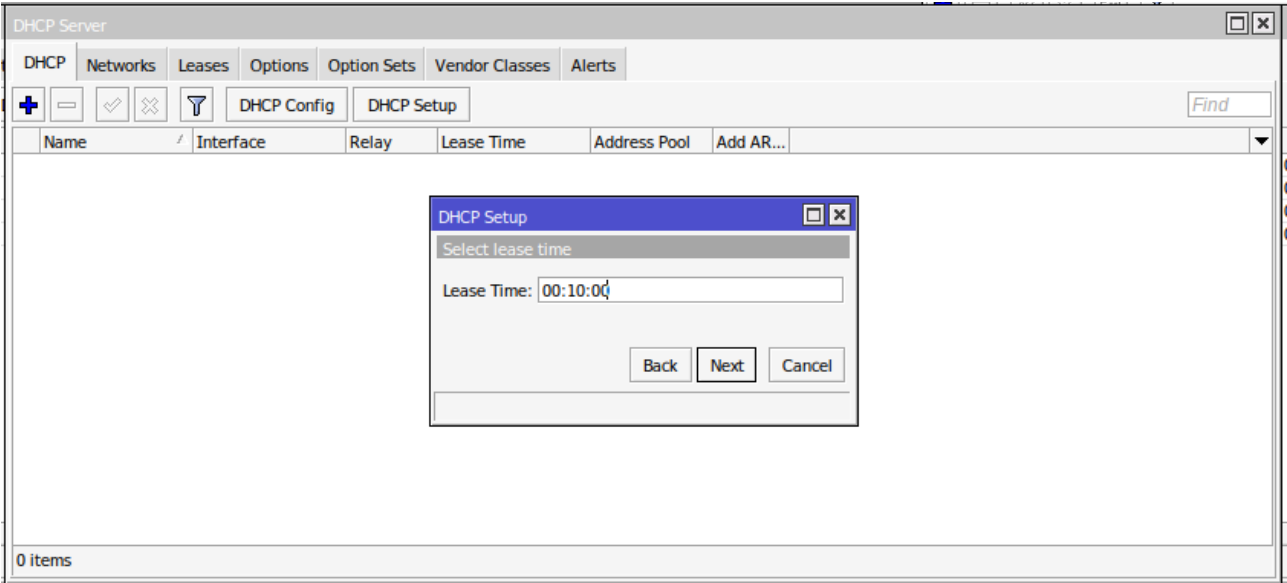 DHCP Server
DHCP Networks Leases Options Option Sets Vendor Classes Alerts
DHCP Config DHCP Setup Find
Name Interface Relay Lease Time Address Pool Add AR...
DHCP Setup
Select lease time
Lease Time: 00:10:00
Back Next Cancel
0 items